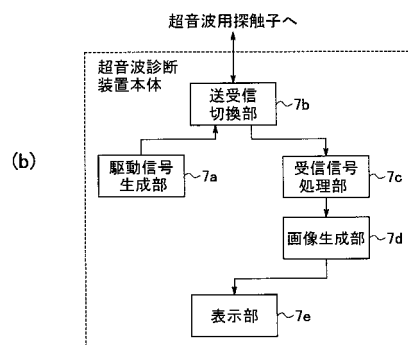 超音波用探触子へ
超音波診断
装置本体
送受信
切換部
7b
(b)
駆動信号
生成部
7a
受信信号
処理部
7c
画像生成部
7d
表示部
7e